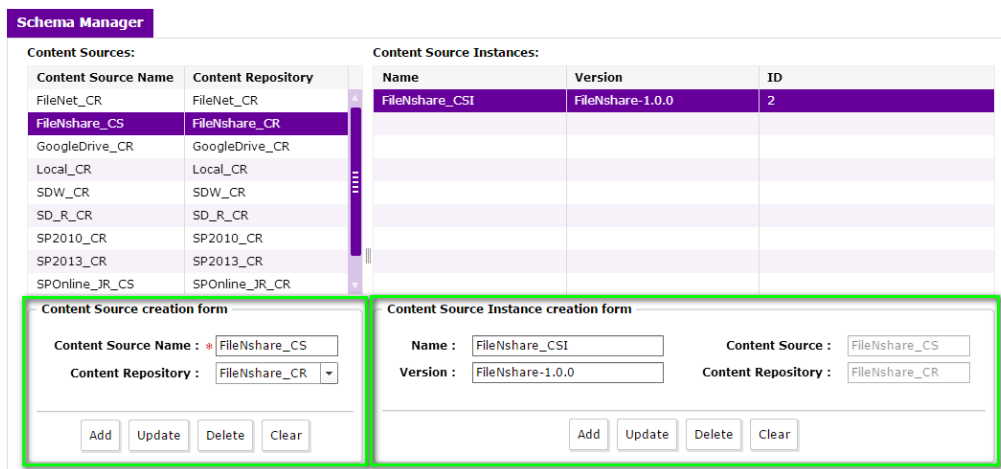 Schema Manager
Content Sources:
Content Source Name Content Repository
FileNet_CR FileNet_CR
FileNshare_CS FileNshare_CR
GoogleDrive_CR GoogleDrive_CR
Local_CR Local_CR
SDW_CR SDW_CR
SD_R_CR SD_R_CR
SP2010_CR SP2010_CR
SP2013_CR SP2013_CR
SPOnline_JR_CS SPOnline_JR_CR
Content Source Instances:
Name Version ID
FileNshare_CSI FileNshare-1.0.0 2
Content Source creation form
Content Source Name : * FileNshare_CS
Content Repository : FileNshare_CR
Add Update Delete Clear
Content Source Instance creation form
Name : FileNshare_CSI Content Source : FileNshare_CS
Version : FileNshare-1.0.0 Content Repository : FileNshare_CR
Add Update Delete Clear